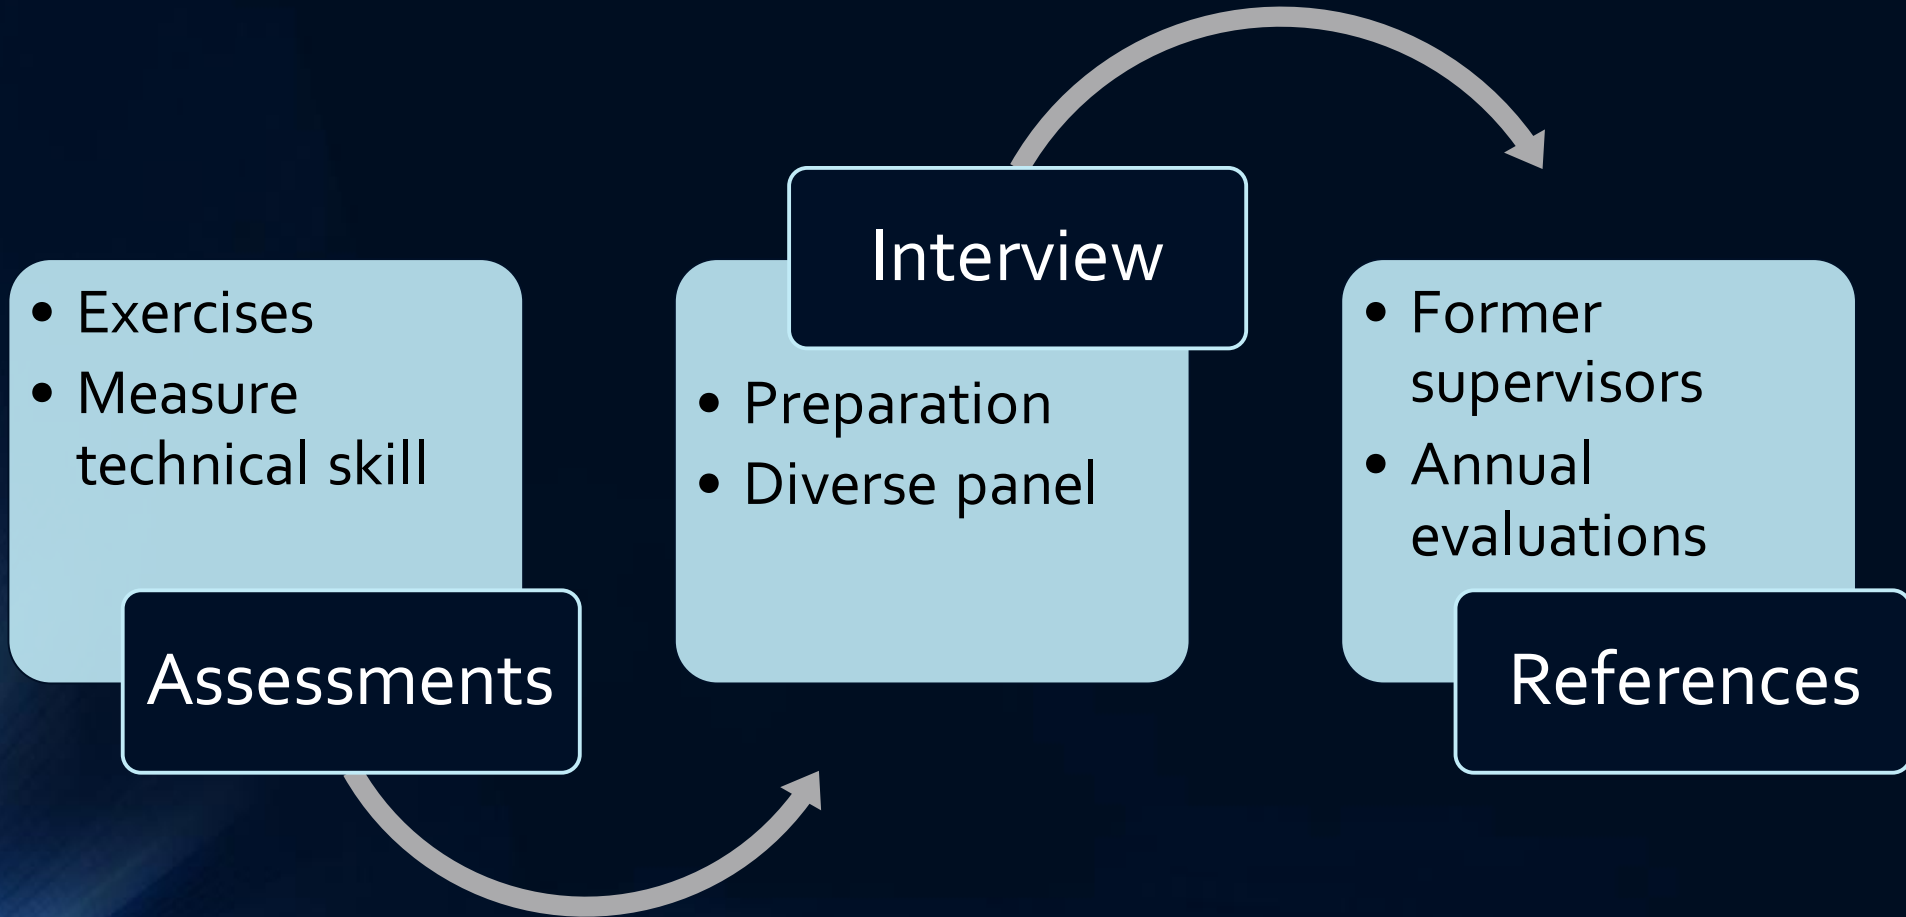 • Exercises
• Measure
technical skill
Assessments
Interview
• Preparation
• Diverse panel
• Former
supervisors
• Annual
evaluations
References